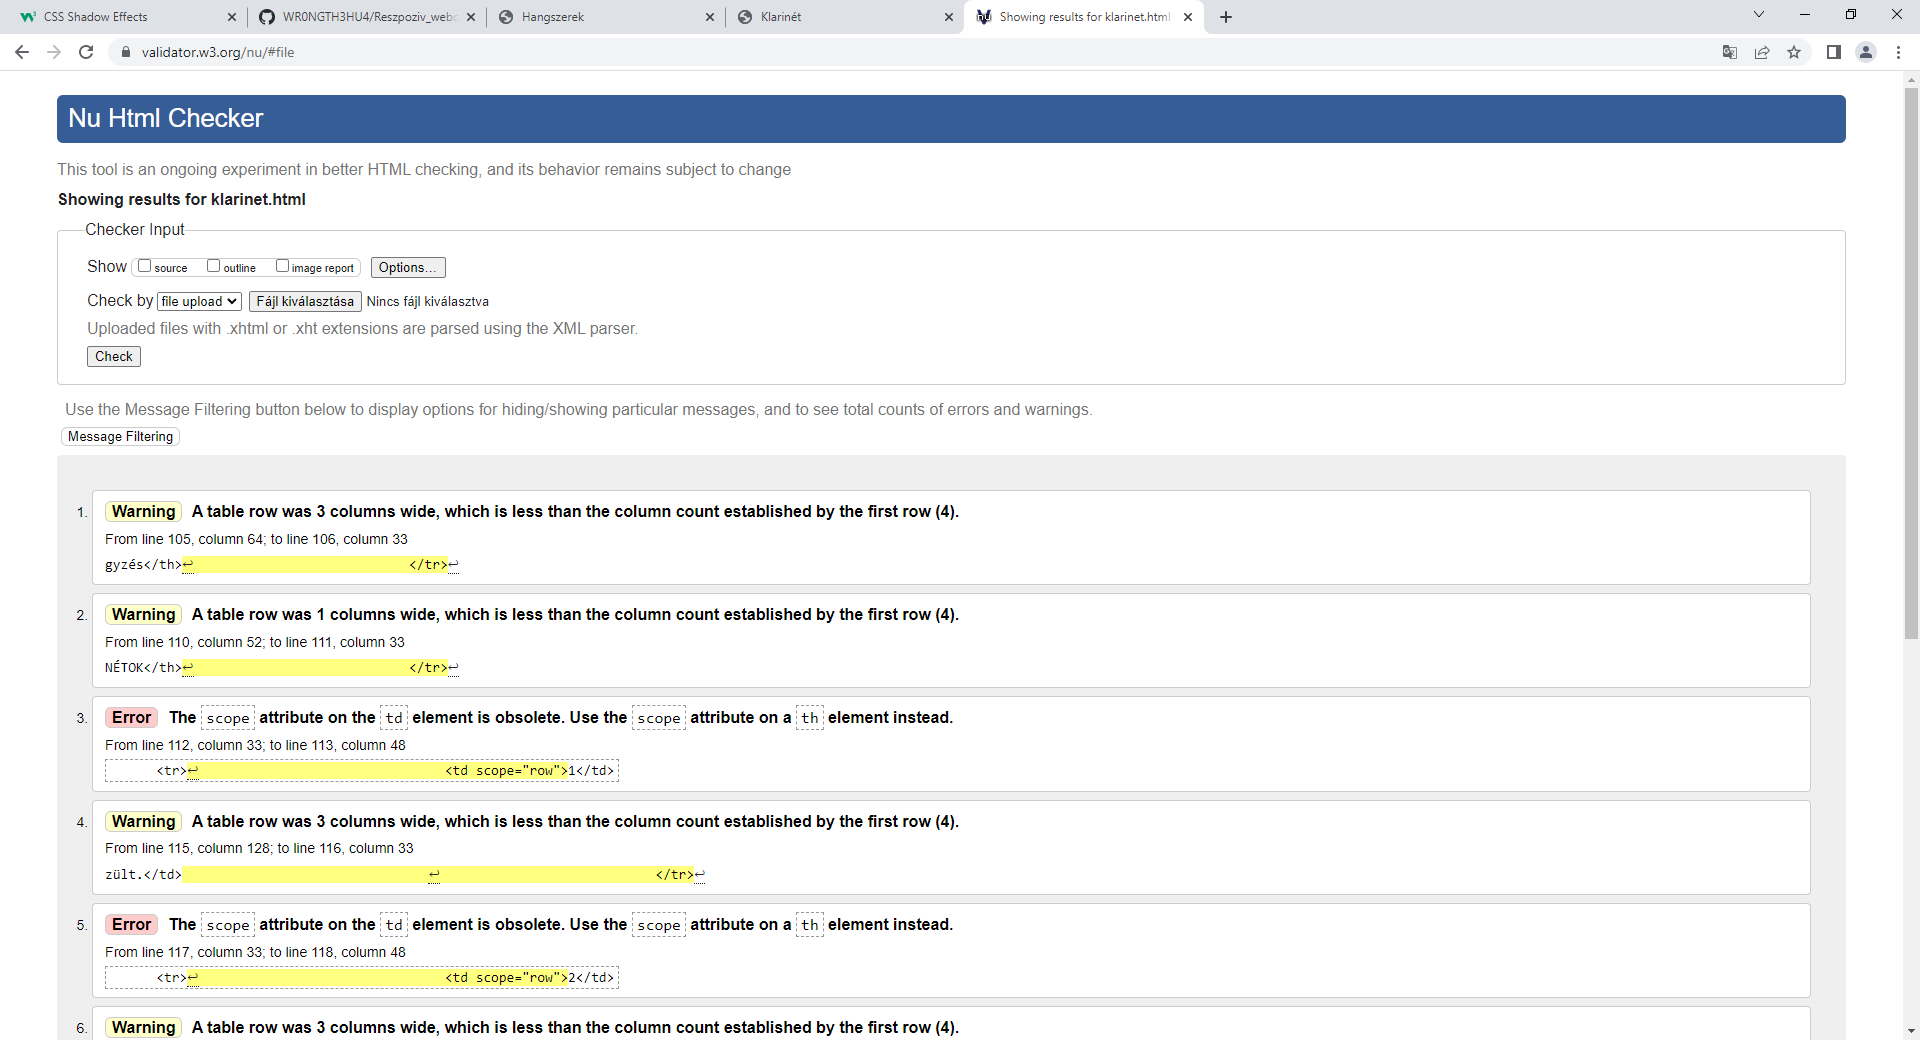 CSS Shadow Effects
WR0NGTH3HU4/Reszpoziv_webc
Hangszerek
Klarinét
Showing results for klarinet.html
validator.w3.org/nu/#file
Nu Html Checker
This tool is an ongoing experiment in better HTML checking, and its behavior remains subject to change
Showing results for klarinet.html
Checker Input
Show source outline image report Options...
Check by file upload Fájl kiválasztása Nincs fájl kiválasztva
Uploaded files with .xhtml or .xht extensions are parsed using the XML parser.
Check
Use the Message Filtering button below to display options for hiding/showing particular messages, and to see total counts of errors and warnings.
Message Filtering
1. Warning A table row was 3 columns wide, which is less than the column count established by the first row (4).
From line 105, column 64; to line 106, column 33
gyzés</th>↩ </tr>↩
2. Warning A table row was 1 columns wide, which is less than the column count established by the first row (4).
From line 110, column 52; to line 111, column 33
NÉTOK</th>↩ </tr>↩
3. Error The scope attribute on the td element is obsolete. Use the scope attribute on a th element instead.
From line 112, column 33; to line 113, column 48
<tr>↩ <td scope="row">1</td>
4. Warning A table row was 3 columns wide, which is less than the column count established by the first row (4).
From line 115, column 128; to line 116, column 33
zült.</td> ↩ </tr>↩
5. Error The scope attribute on the td element is obsolete. Use the scope attribute on a th element instead.
From line 117, column 33; to line 118, column 48
<tr>↩ <td scope="row">2</td>
6. Warning A table row was 3 columns wide, which is less than the column count established by the first row (4).